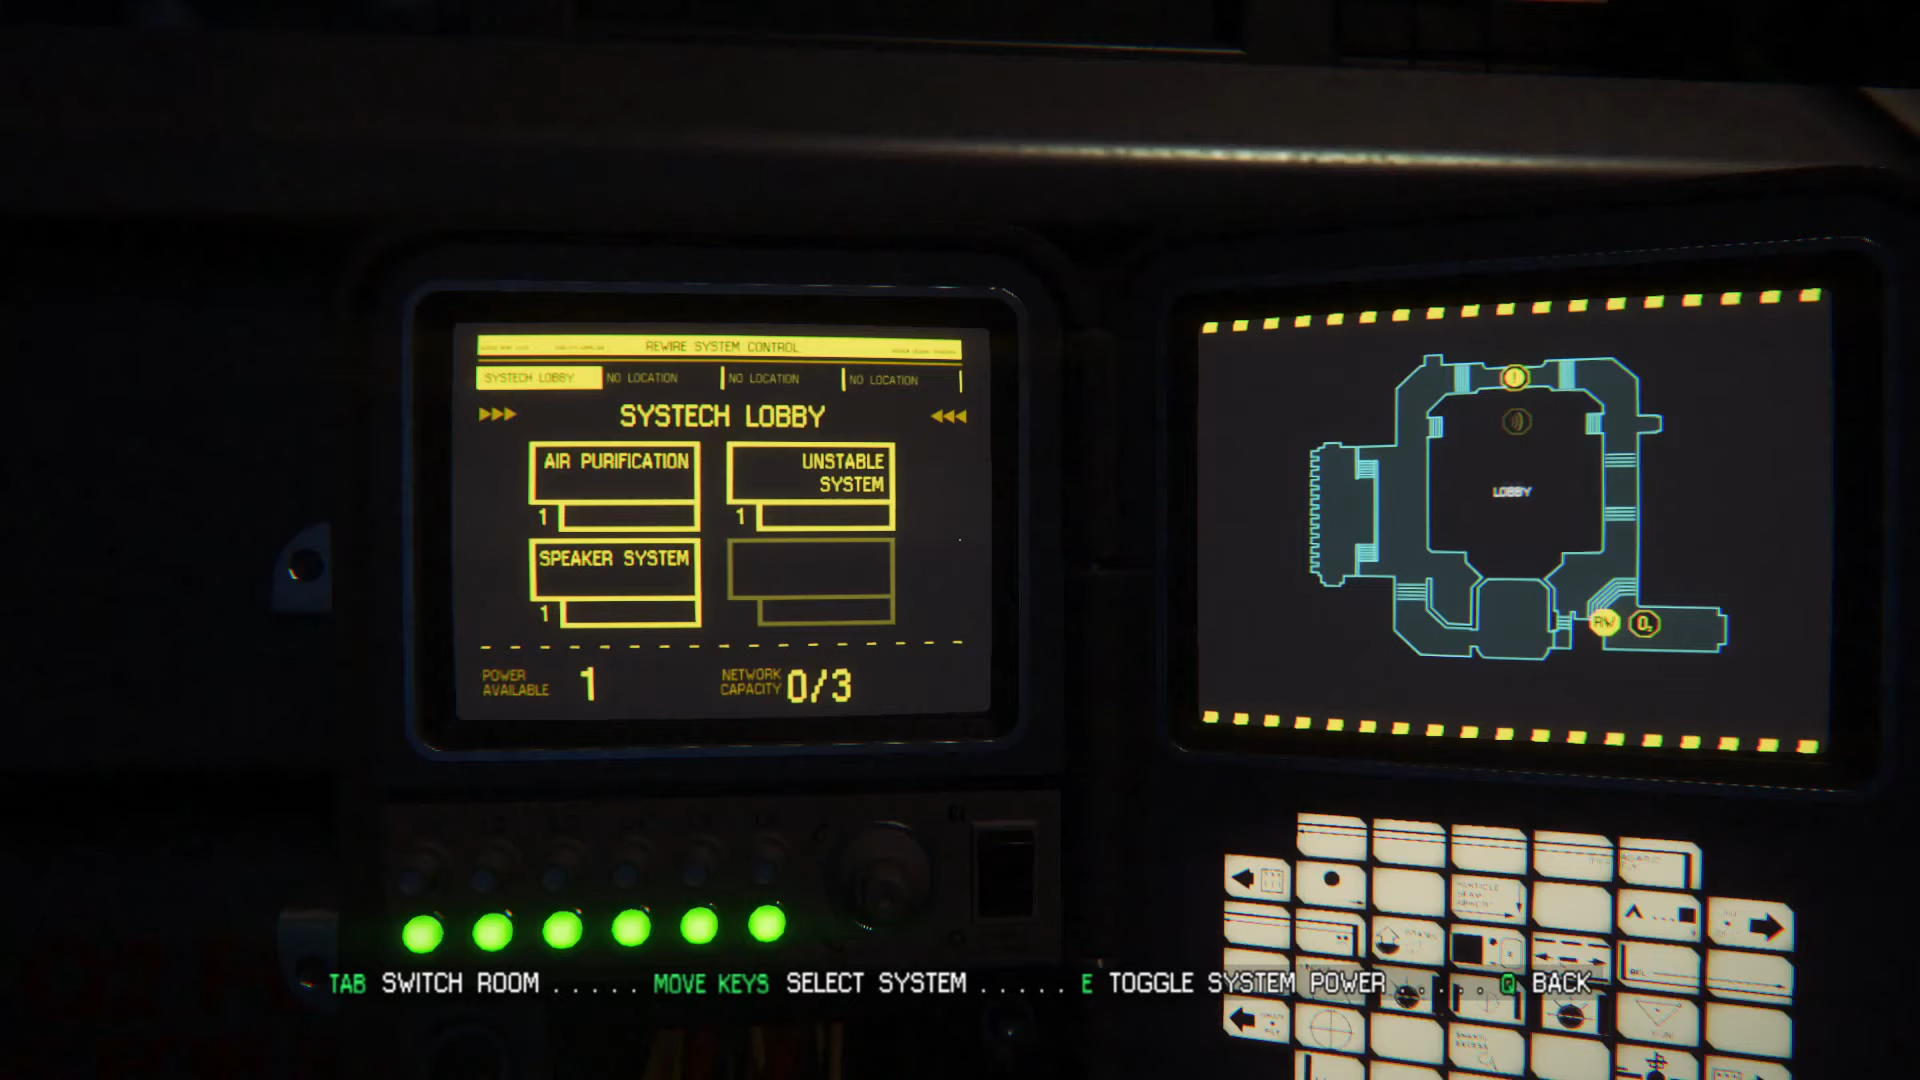 REWIRE SYSTEM CONTROL
SYSTECH LOBBY NO LOCATION NO LOCATION NO LOCATION
SYSTECH LOBBY
AIR PURIFICATION
1
UNSTABLE
SYSTEM
1
SPEAKER SYSTEM
1
POWER
AVAILABLE
1
NETWORK
CAPACITY
0/3
LOBBY
RW
O₂
TAB SWITCH ROOM ..... MOVE KEYS SELECT SYSTEM ..... E TOGGLE SYSTEM POWER ..... Q BACK